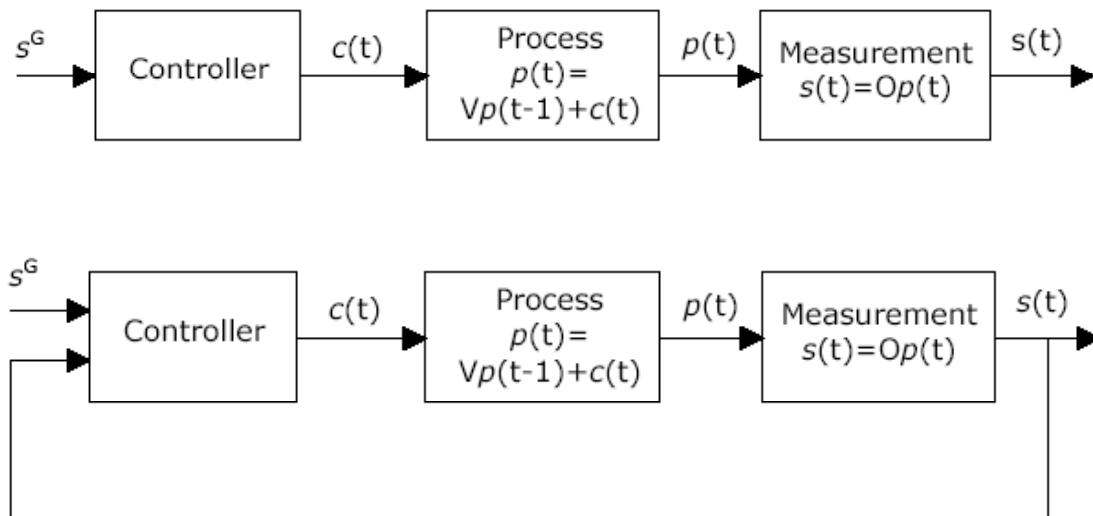 s^G
Controller
c(t)
Process
p(t)=
Vp(t-1)+c(t)
p(t)
Measurement
s(t)=Op(t)
s(t)
s^G
Controller
c(t)
Process
p(t)=
Vp(t-1)+c(t)
p(t)
Measurement
s(t)=Op(t)
s(t)